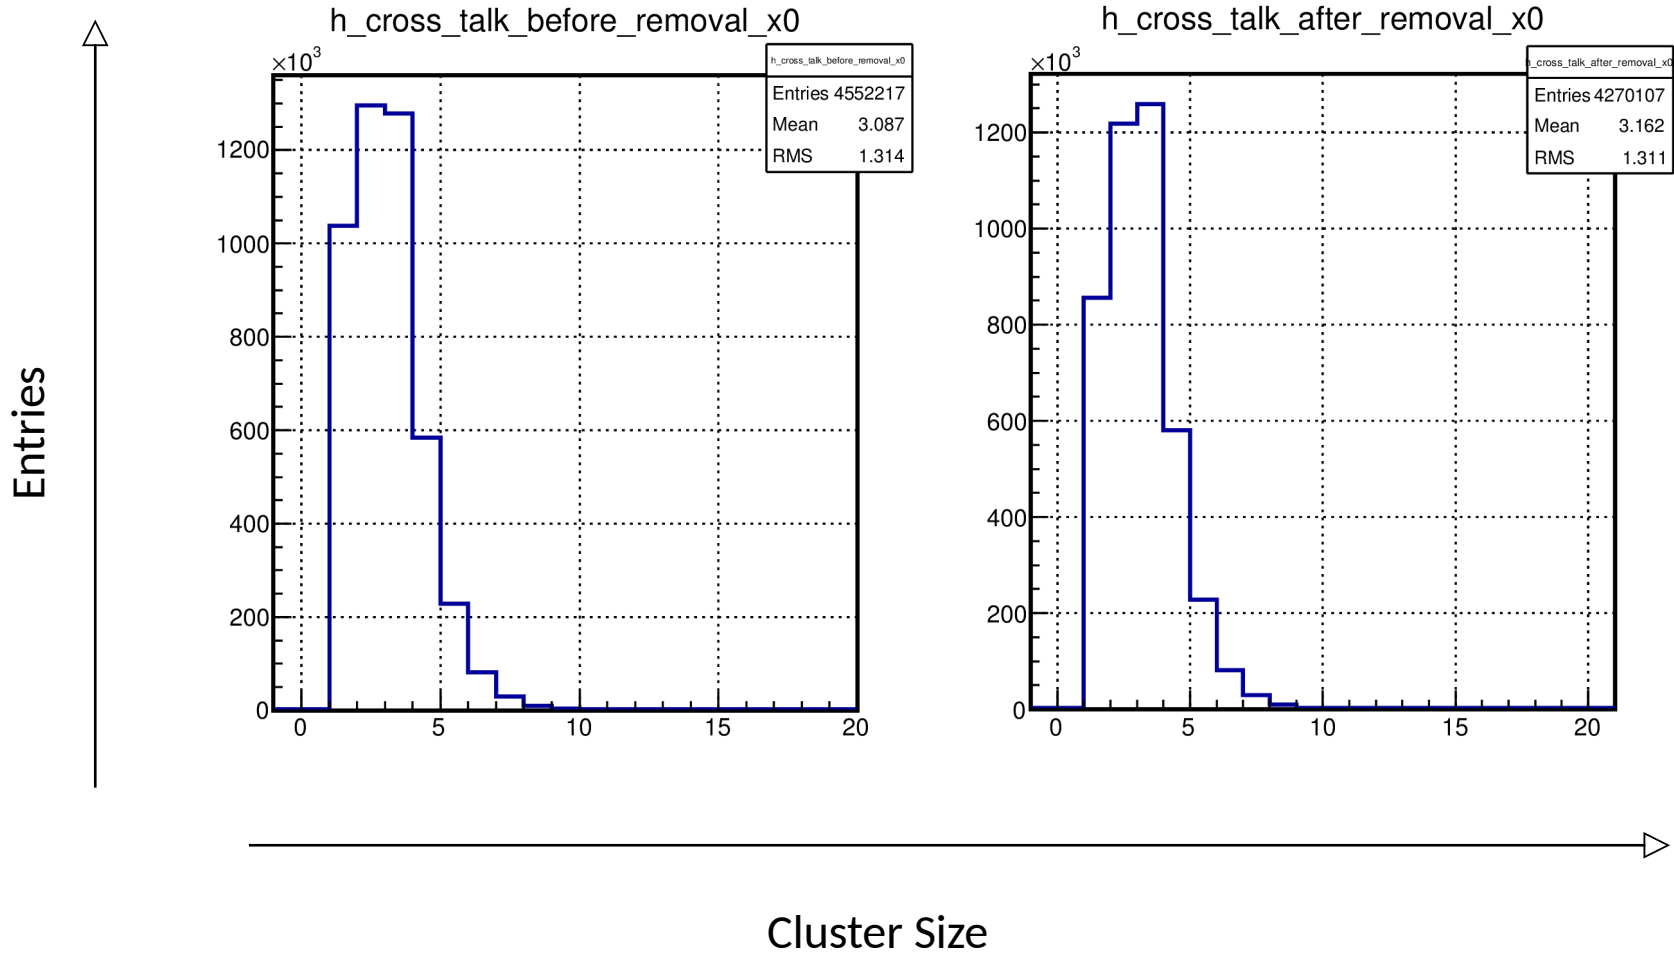 h_cross_talk_before_removal_x0
×10³
h_cross_talk_before_removal_x0
Entries 4552217
Mean 3.087
RMS 1.314
1200
1000
800
600
400
200
0
0 5 10 15 20
h_cross_talk_after_removal_x0
×10³
h_cross_talk_after_removal_x0
Entries 4270107
Mean 3.162
RMS 1.311
1200
1000
800
600
400
200
0
0 5 10 15 20
Entries
Cluster Size